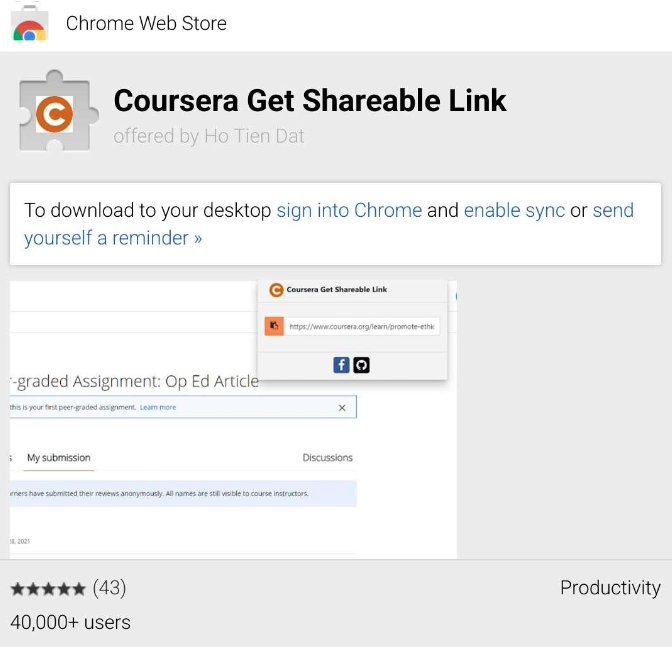 Chrome Web Store
Coursera Get Shareable Link
offered by Ho Tien Dat
To download to your desktop sign into Chrome and enable sync or send
yourself a reminder »
Coursera Get Shareable Link
https://www.coursera.org/learn/promote-ethic
-graded Assignment: Op Ed Article
this is your first peer-graded assignment. Learn more
My submission Discussions
rners have submitted their reviews anonymously. All names are still visible to course instructors.
2021
(43) Productivity
40,000+ users